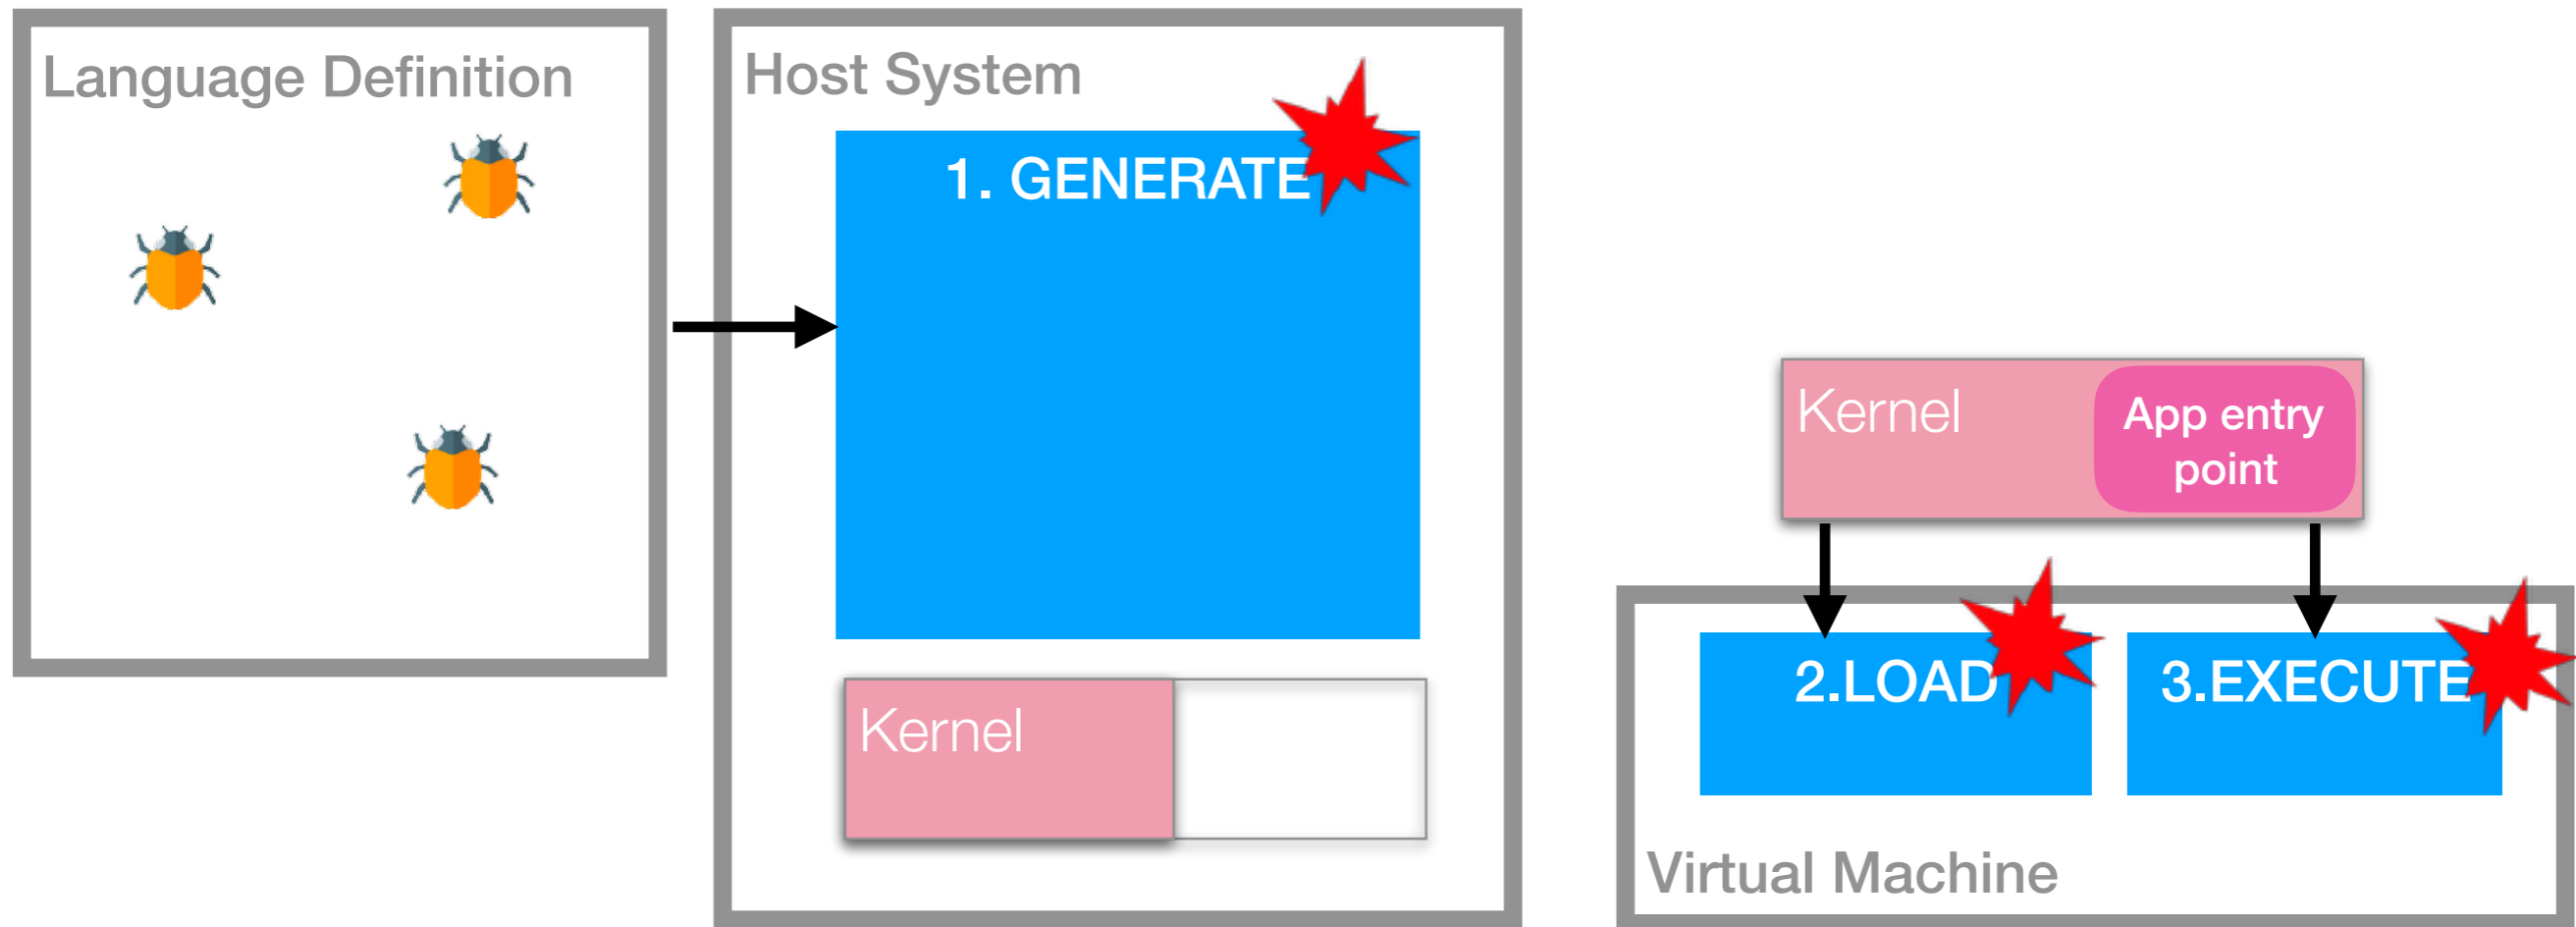 Language Definition
Host System
1. GENERATE
Kernel
Kernel
App entry
point
2.LOAD
3.EXECUTE
Virtual Machine